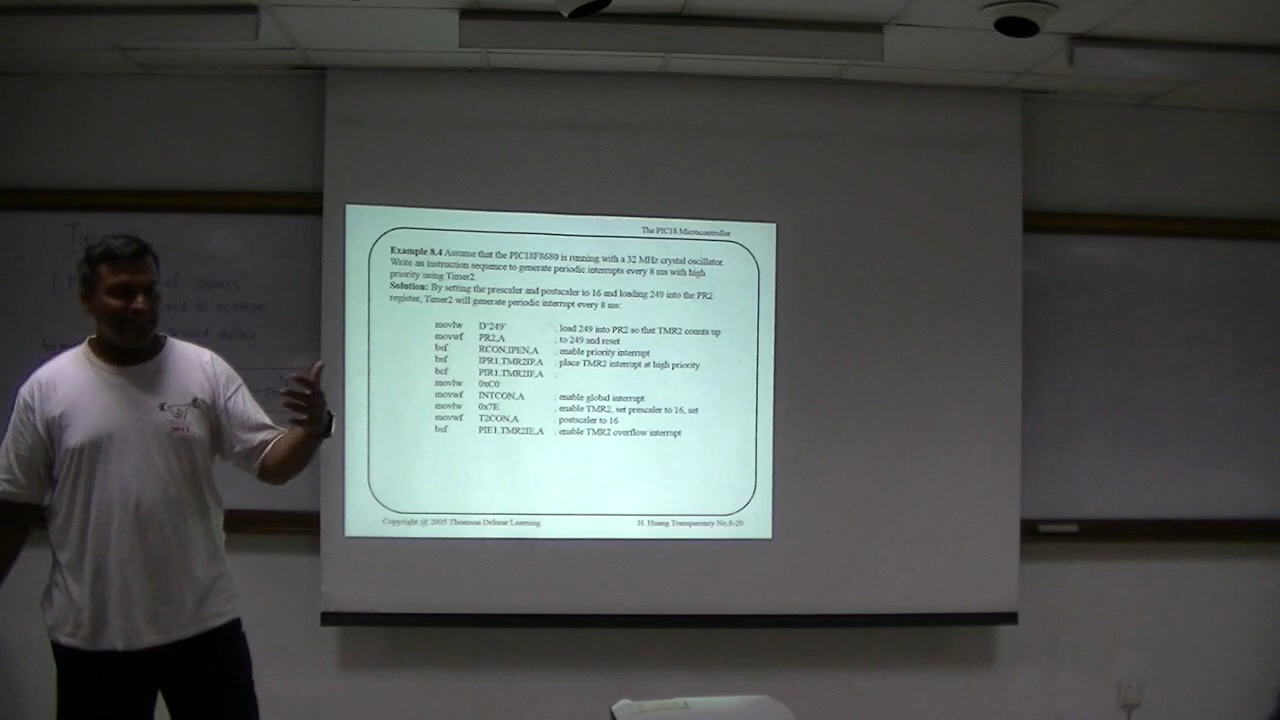 The PIC18 Microcontroller
Example 8.4 Assume that the PIC18F8680 is running with a 32 MHz crystal oscillator.
Write an instruction sequence to generate periodic interrupts every 8 ms with high
priority using Timer2.
Solution: By setting the prescaler and postscaler to 16 and loading 249 into the PR2
register, Timer2 will generate periodic interrupt every 8 ms:
movlw D'249' ; load 249 into PR2 so that TMR2 counts up
movwf PR2,A ; to 249 and reset
bsf RCON,IPEN,A ; enable priority interrupt
bsf IPR1,TMR2IP,A ; place TMR2 interrupt at high priority
bcf PIR1,TMR2IF,A ;
movlw 0xC0
movwf INTCON,A ; enable global interrupt
movlw 0x7E ; enable TMR2, set prescaler to 16, set
movwf T2CON,A ; postscaler to 16
bsf PIE1,TMR2IE,A ; enable TMR2 overflow interrupt
Copyright @ 2005 Thomson Delmar Learning
H. Huang Transparency No.8-20
of counts
to achieve
delay
2011